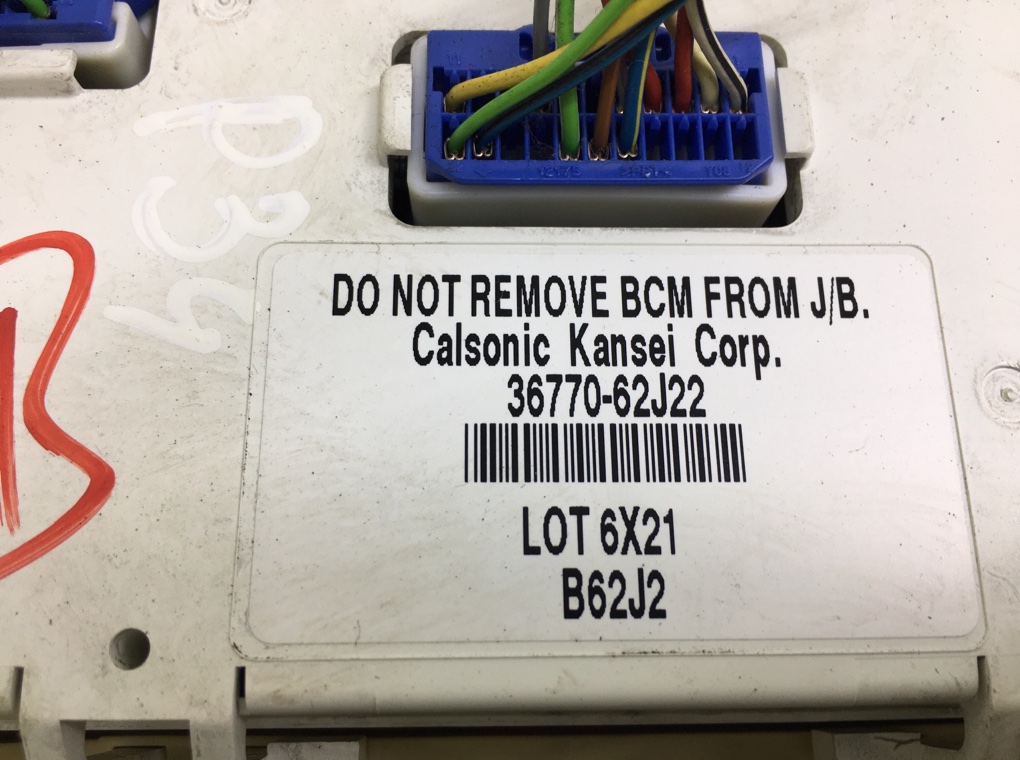 DO NOT REMOVE BCM FROM J/B.
Calsonic Kansei Corp.
36770-62J22
LOT 6X21
B62J2